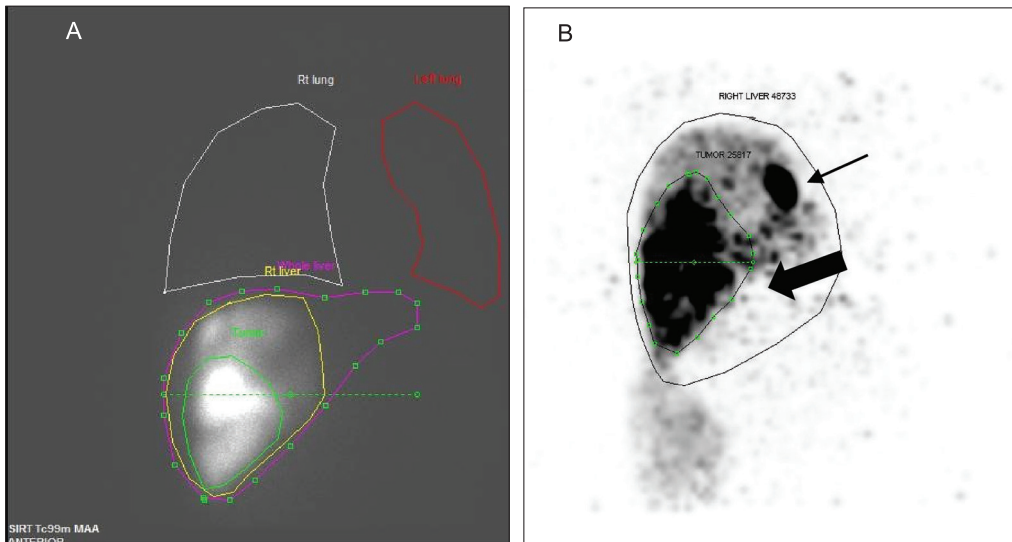 A
Rt lung
Left lung
Whole liver
Rt liver
Tumor
SIRT Tc99m MAA
ANTERIOR
B
RIGHT LIVER 48733
TUMOR 25617